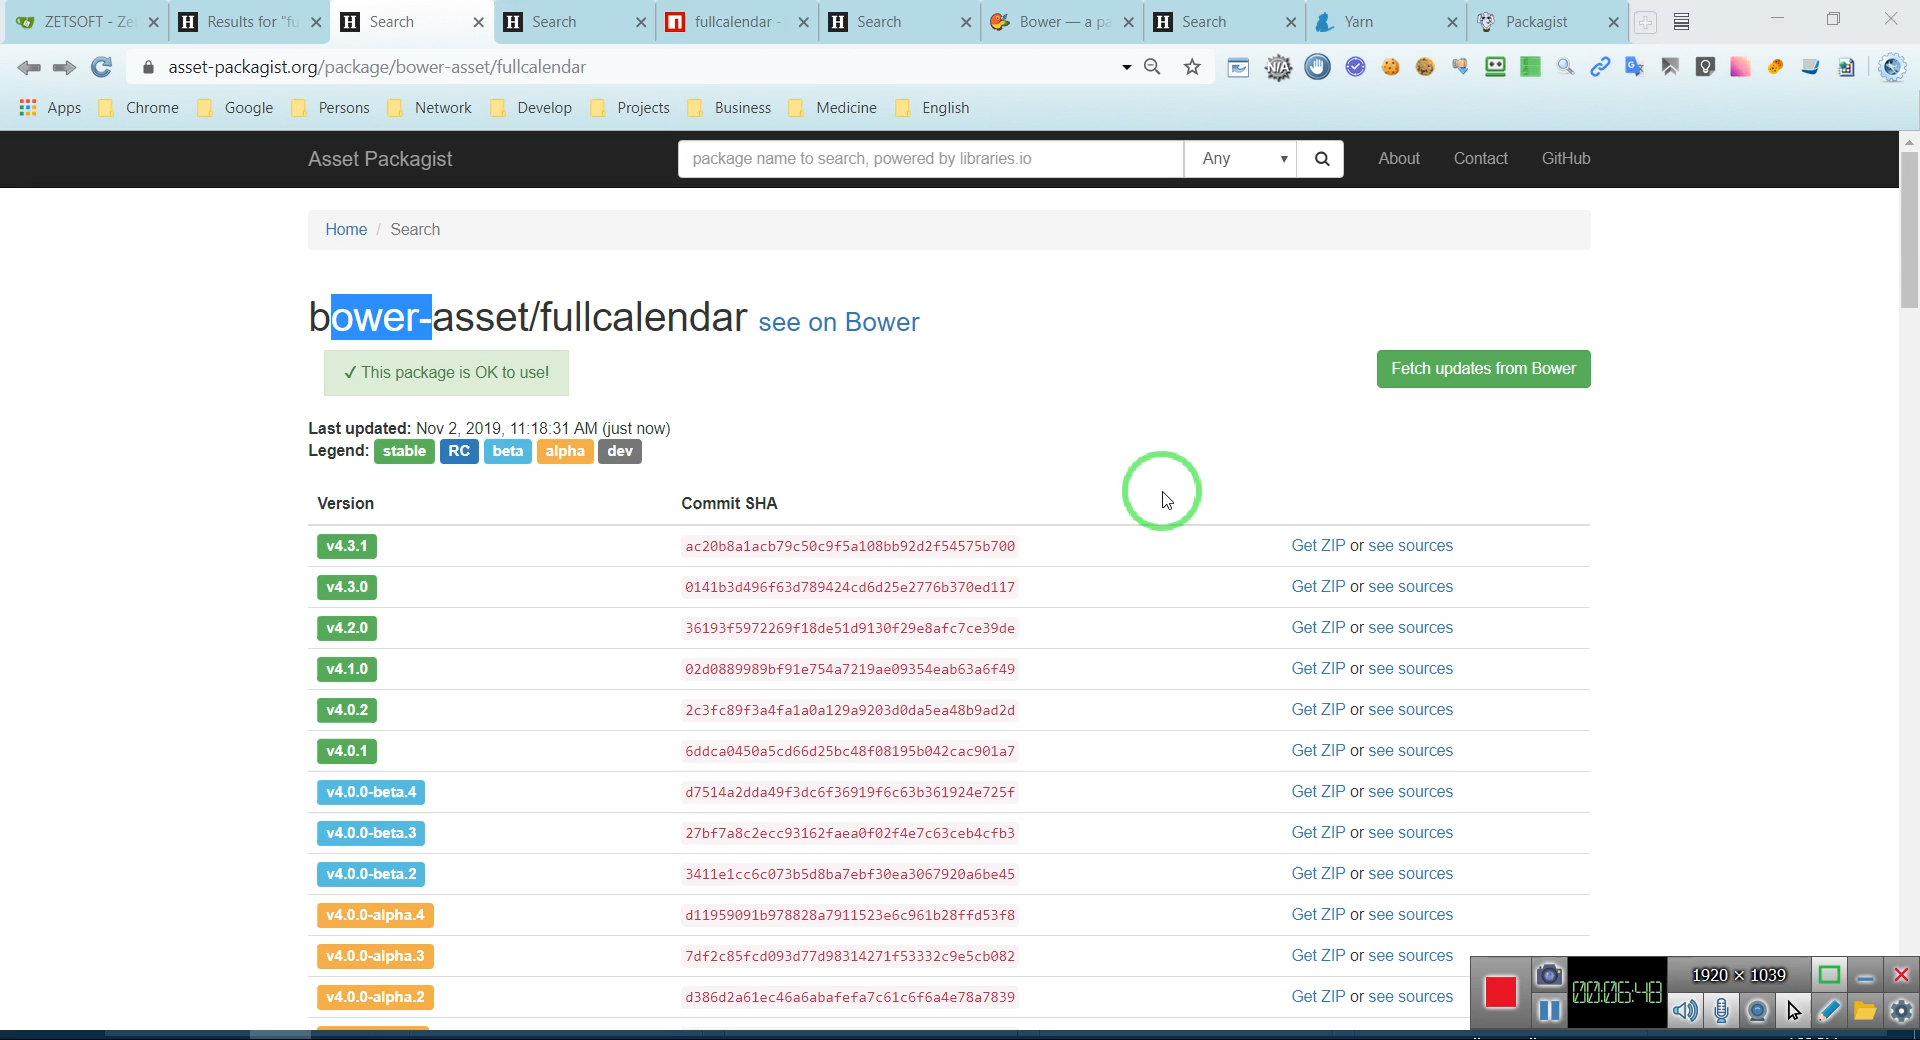 ZETSOFT - Ze
Results for "fu
Search
Search
fullcalendar -
Search
Bower — a pa
Search
Yarn
Packagist
asset-packagist.org/package/bower-asset/fullcalendar
Apps
Chrome
Google
Persons
Network
Develop
Projects
Business
Medicine
English
Asset Packagist
package name to search, powered by libraries.io
Any
About
Contact
GitHub
Home / Search
bower-asset/fullcalendar see on Bower
✓ This package is OK to use!
Fetch updates from Bower
Last updated: Nov 2, 2019, 11:18:31 AM (just now)
Legend: stable RC beta alpha dev
Version Commit SHA
v4.3.1 ac20b8a1acb79c50c9f5a108bb92d2f54575b700 Get ZIP or see sources
v4.3.0 0141b3d496f63d789424cd6d25e2776b370ed117 Get ZIP or see sources
v4.2.0 36193f5972269f18de51d9130f29e8afc7ce39de Get ZIP or see sources
v4.1.0 02d0889989bf91e754a7219ae09354eab63a6f49 Get ZIP or see sources
v4.0.2 2c3fc89f3a4fa1a0a129a9203d0da5ea48b9ad2d Get ZIP or see sources
v4.0.1 6ddca0450a5cd66d25bc48f08195b042cac901a7 Get ZIP or see sources
v4.0.0-beta.4 d7514a2dda49f3dc6f36919f6c63b361924e725f Get ZIP or see sources
v4.0.0-beta.3 27bf7a8c2ecc93162faea0f02f4e7c63ceb4cfb3 Get ZIP or see sources
v4.0.0-beta.2 3411e1cc6c073b5d8ba7ebf30ea3067920a6be45 Get ZIP or see sources
v4.0.0-alpha.4 d11959091b978828a7911523e6c961b28ffd53f8 Get ZIP or see sources
v4.0.0-alpha.3 7df2c85fcd093d77d98314271f53332c9e5cb082 Get ZIP or see sources
v4.0.0-alpha.2 d386d2a61ec46a6abafefa7c61c6f6a4e78a7839 Get ZIP or see sources
1920 × 1039
00:06:48